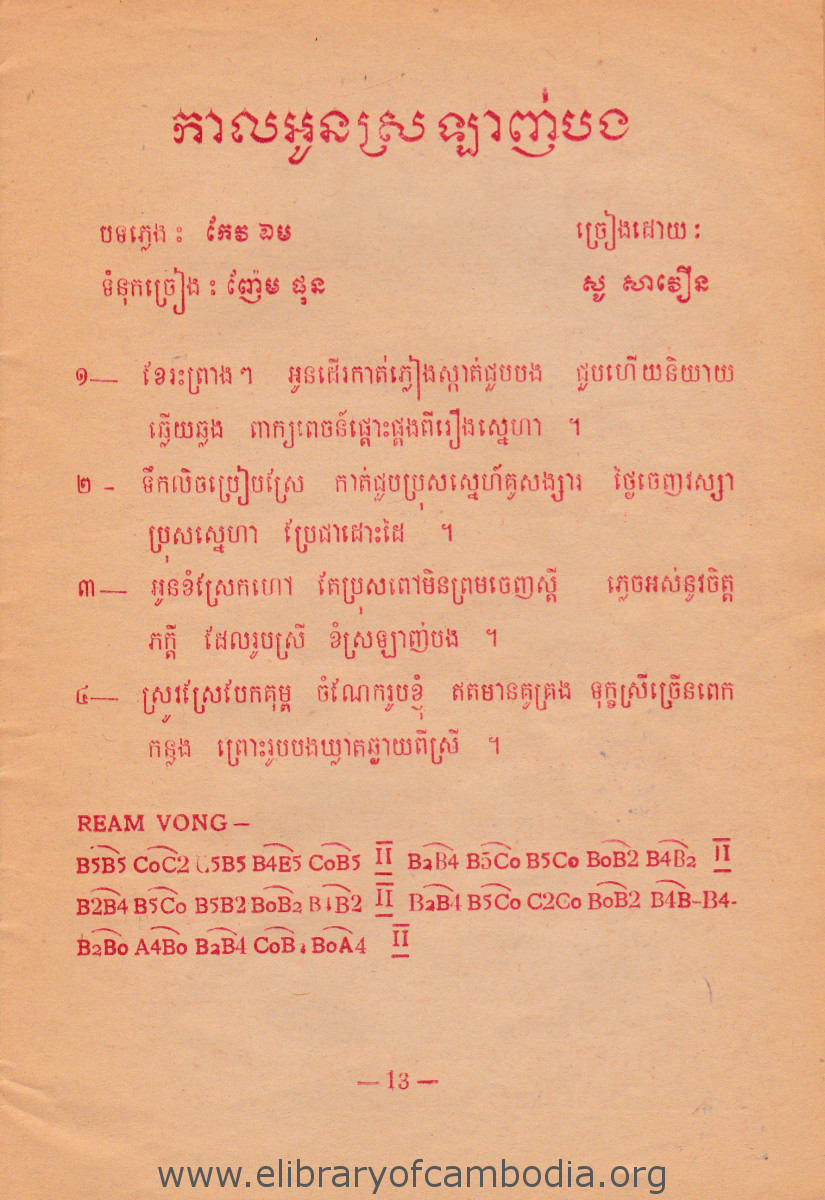 កាលអូនស្រឡាញ់បង
បទភ្លេង ៖ កែវ ឯម ច្រៀងដោយ ៖
ទំនុកច្រៀង ៖ ញ៉ែម ផុន សូ សាវឿន
១— ខែរះព្រាងៗ អូនដើរកាត់ភ្លៀងស្កាត់ជួបបង ជួបហើយនិយាយ
ឆ្លើយឆ្លង ពាក្យពេចន៍ផ្ដោះផ្ដងពីរឿងស្នេហា ។
២ - ទឹកលិចប្រៀបស្រែ កាត់ជួបប្រុសស្នេហ៍គូសង្សារ ថ្ងៃចេញវស្សា
ប្រុសស្នេហា ប្រែជាដោះដៃ ។
៣— អូនខំស្រែកហៅ តែប្រុសពៅមិនព្រមចេញស្ដី ភ្លេចអស់នូវចិត្ត
ភក្ដី ដែលរូបស្រី ខំស្រឡាញ់បង ។
៤— ស្រូវស្រែបែកគុម្ព ចំណែករូបខ្ញុំ ឥតមានគូគ្រង ទុក្ខស្រីច្រើនពេក
កន្លង ព្រោះរូបបងឃ្លាតឆ្ងាយពីស្រី ។
REAM VONG—
B5B5 CoC2 C5B5 B4E5 CoB5 II B2B4 B5Co B5Co BoB2 B4B2 II
B2B4 B5Co B5B2 BoB2 B4B2 II B2B4 B5Co C2Co BoB2 B4B-B4-
B2Bo A4Bo B2B4 BoA4 II
— 13 —
www.elibraryofcambodia.org